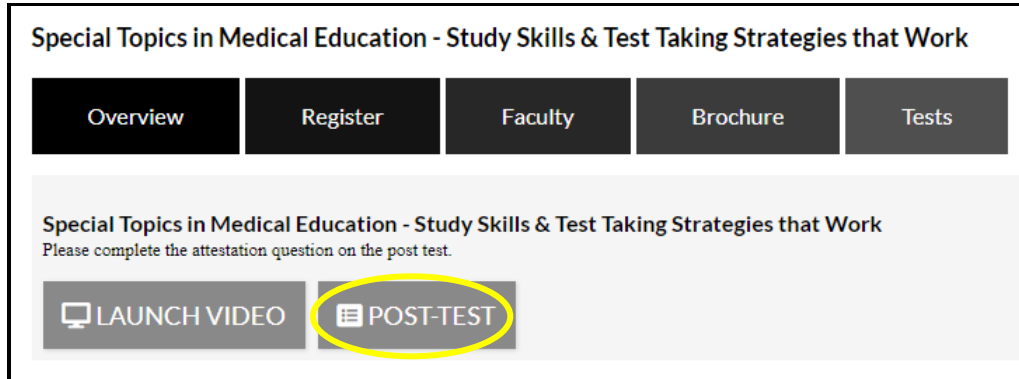 Special Topics in Medical Education - Study Skills & Test Taking Strategies that Work
Overview Register Faculty Brochure Tests
Special Topics in Medical Education - Study Skills & Test Taking Strategies that Work
Please complete the attestation question on the post test.
LAUNCH VIDEO POST-TEST